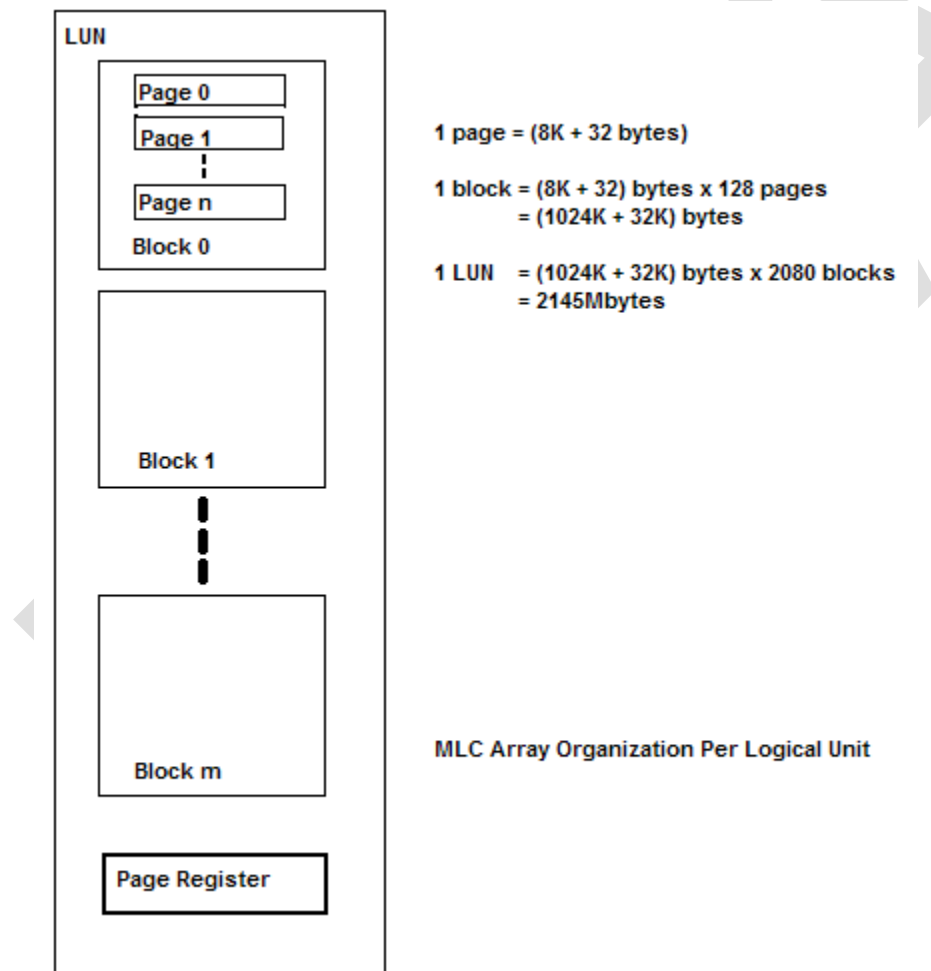 LUN
Page 0
Page 1
Page n
Block 0
1 page = (8K + 32 bytes)
1 block = (8K + 32) bytes x 128 pages
= (1024K + 32K) bytes
1 LUN = (1024K + 32K) bytes x 2080 blocks
= 2145Mbytes
Block 1
Block m
MLC Array Organization Per Logical Unit
Page Register